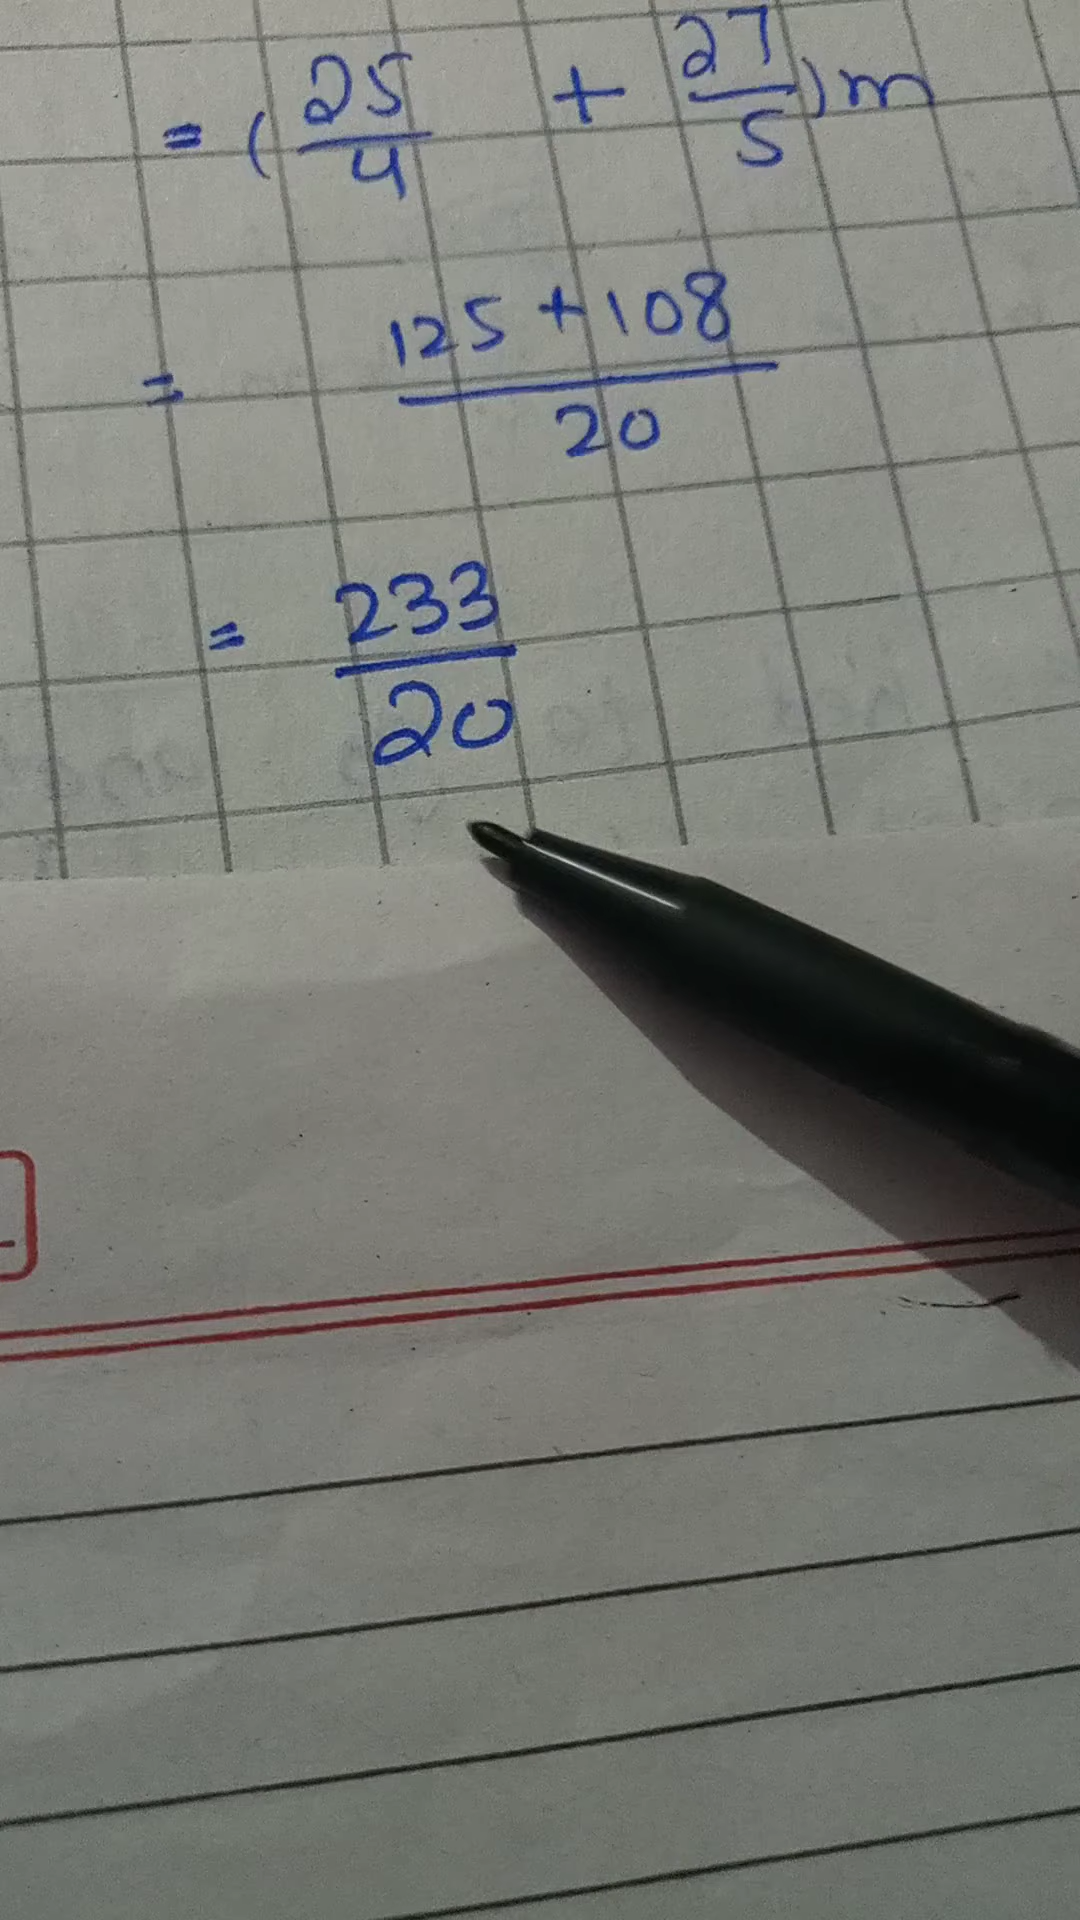 = ( 25/4 + 27/5 ) m
= 125 + 108 / 20
= 233 / 20